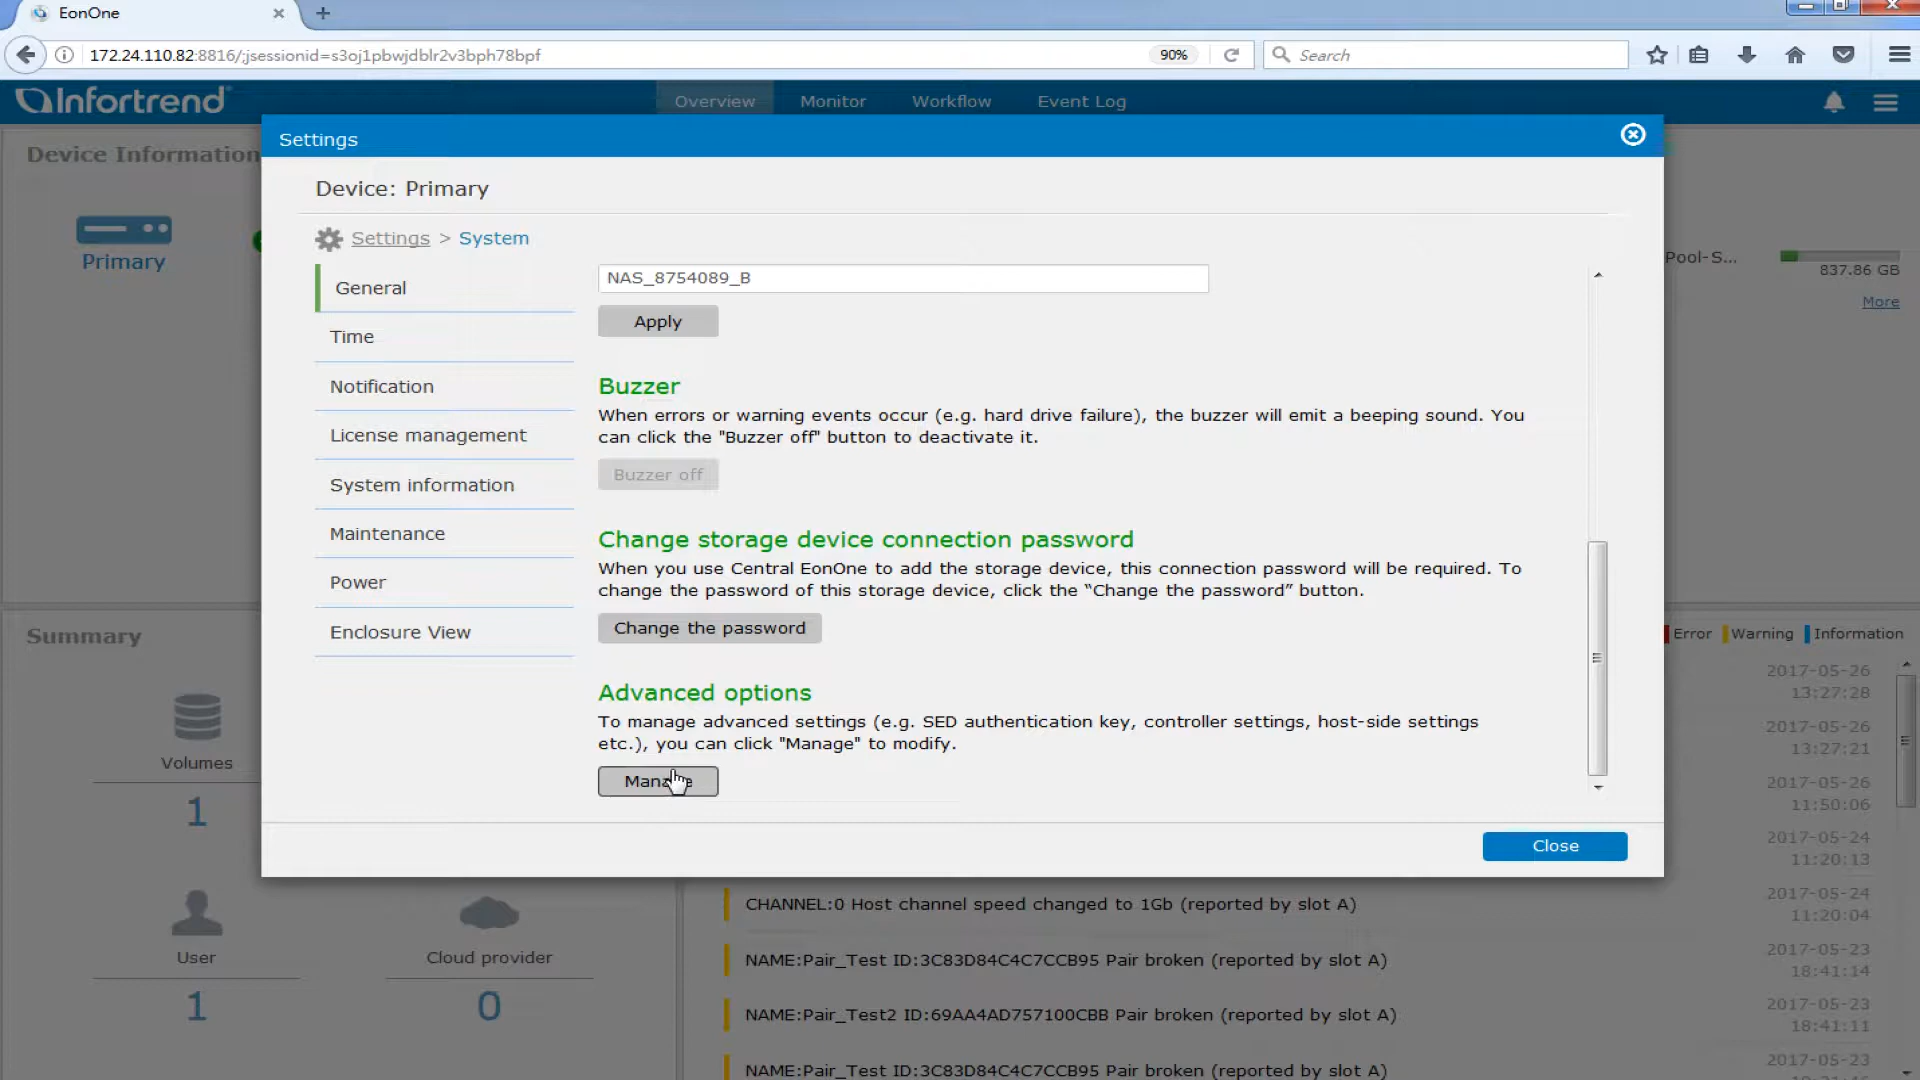 EonOne
172.24.110.82:8816/;jsessionid=s3oj1pbwjdblr2v3bph78bpf
90%
Search
Infortrend
Overview
Monitor
Workflow
Event Log
Device Information
Primary
Settings
Device: Primary
Settings > System
General
Time
Notification
License management
System information
Maintenance
Power
Enclosure View
NAS_8754089_B
Apply
Buzzer
When errors or warning events occur (e.g. hard drive failure), the buzzer will emit a beeping sound. You
can click the "Buzzer off" button to deactivate it.
Buzzer off
Change storage device connection password
When you use Central EonOne to add the storage device, this connection password will be required. To
change the password of this storage device, click the “Change the password” button.
Change the password
Advanced options
To manage advanced settings (e.g. SED authentication key, controller settings, host-side settings
etc.), you can click "Manage" to modify.
Manage
Close
Pool-S...
837.86 GB
More
Summary
Volumes
1
User
1
Cloud provider
0
Error
Warning
Information
2017-05-26
13:27:28
2017-05-26
13:27:21
2017-05-26
11:50:06
2017-05-24
11:20:13
CHANNEL:0 Host channel speed changed to 1Gb (reported by slot A)
2017-05-24
11:20:04
NAME:Pair_Test ID:3C83D84C4C7CCB95 Pair broken (reported by slot A)
2017-05-23
18:41:14
NAME:Pair_Test2 ID:69AA4AD757100CBB Pair broken (reported by slot A)
2017-05-23
18:41:11
NAME:Pair_Test ID:3C83D84C4C7CCB95 Pair broken (reported by slot A)
2017-05-23